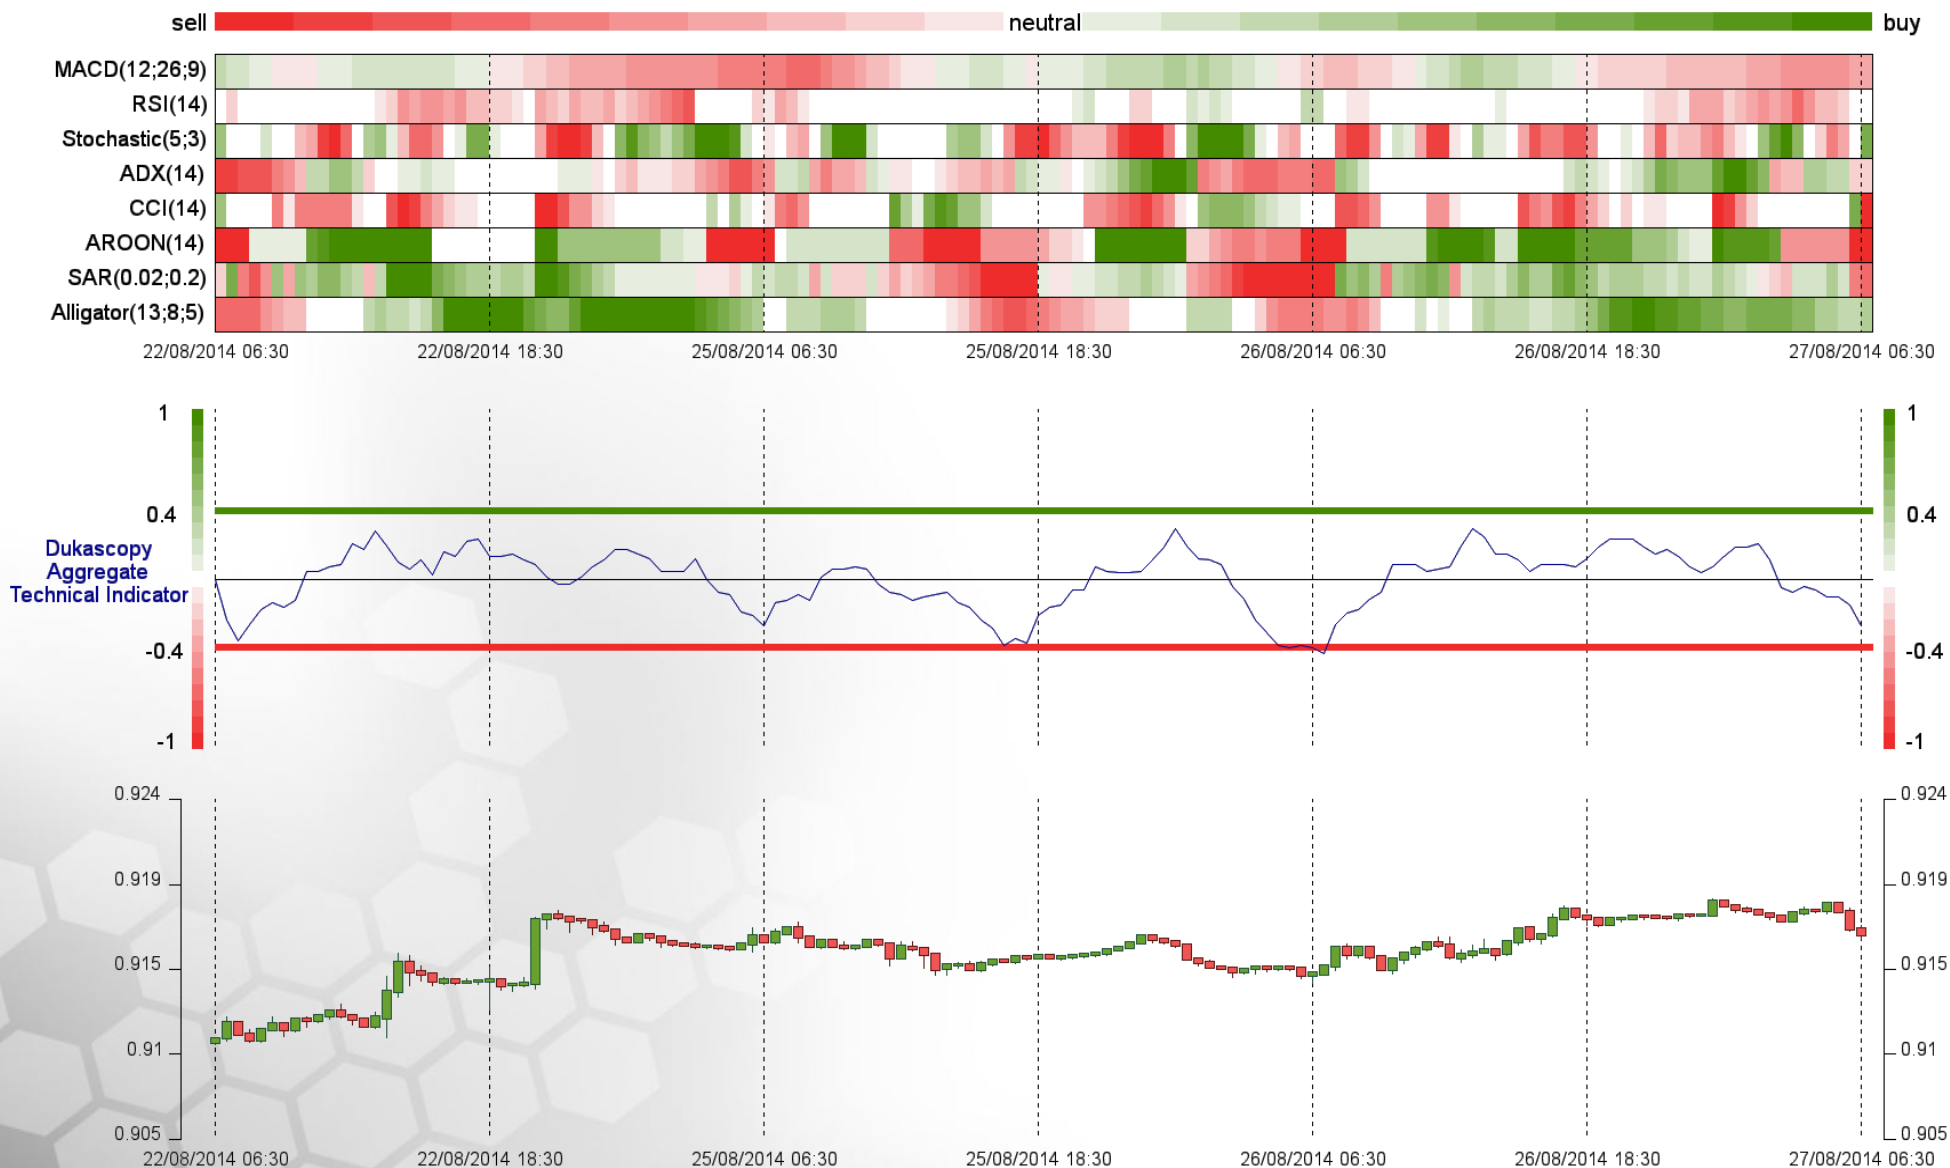 sell neutral buy
MACD(12;26;9)
RSI(14)
Stochastic(5;3)
ADX(14)
CCI(14)
AROON(14)
SAR(0.02;0.2)
Alligator(13;8;5)
22/08/2014 06:30 22/08/2014 18:30 25/08/2014 06:30 25/08/2014 18:30 26/08/2014 06:30 26/08/2014 18:30 27/08/2014 06:30
1 1
0.4 0.4
Dukascopy
Aggregate
Technical Indicator
-0.4 -0.4
-1 -1
0.924 0.924
0.919 0.919
0.915 0.915
0.91 0.91
0.905 0.905
22/08/2014 06:30 22/08/2014 18:30 25/08/2014 06:30 25/08/2014 18:30 26/08/2014 06:30 26/08/2014 18:30 27/08/2014 06:30